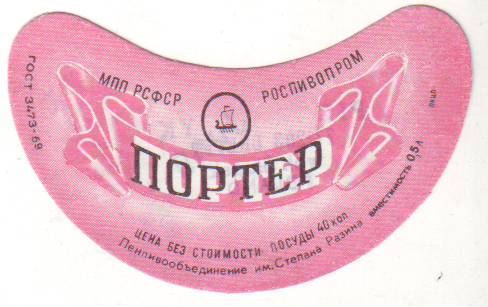 МПП РСФСР
РОСПИВОПРОМ
ГОСТ 3473-69
ПОРТЕР
ЦЕНА БЕЗ СТОИМОСТИ ПОСУДЫ 40 коп
Ленпивообъединение им. Степана Разина
вместимость 0,5 л